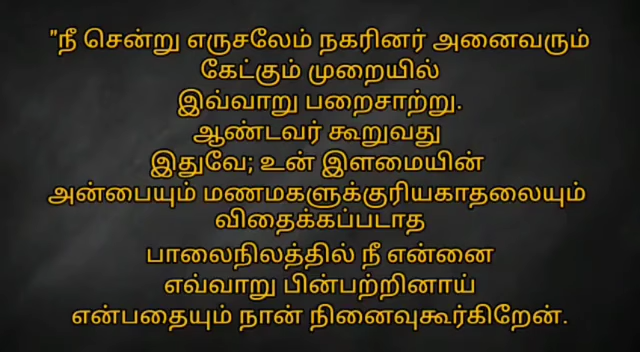 "நீ சென்று எருசலேம் நகரினர் அனைவரும்
கேட்கும் முறையில்
இவ்வாறு பறைசாற்று.
ஆண்டவர் கூறுவது
இதுவே; உன் இளமையின்
அன்பையும் மணமகளுக்குரியகாதலையும்
விதைக்கப்படாத
பாலைநிலத்தில் நீ என்னை
எவ்வாறு பின்பற்றினாய்
என்பதையும் நான் நினைவுகூர்கிறேன்.